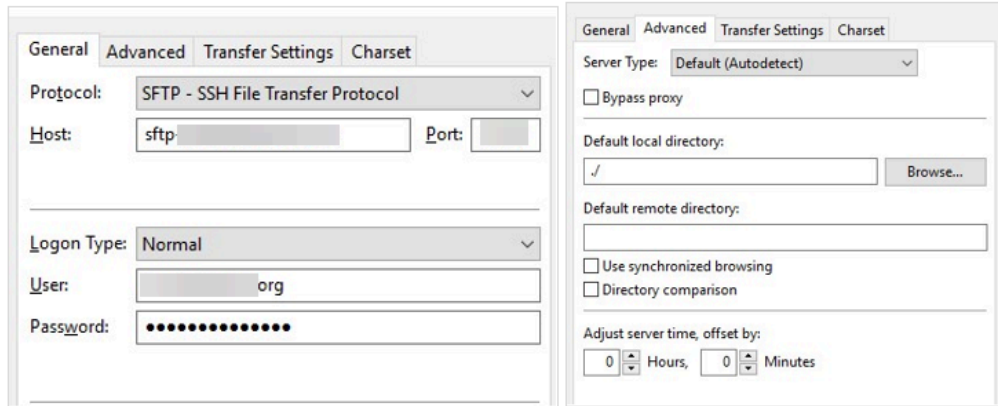 General Advanced Transfer Settings Charset
Protocol: SFTP - SSH File Transfer Protocol
Host: sftp- Port:
Logon Type: Normal
User: org
Password: ●●●●●●●●●●●●●●
General Advanced Transfer Settings Charset
Server Type: Default (Autodetect)
Bypass proxy
Default local directory:
./ Browse...
Default remote directory:
Use synchronized browsing
Directory comparison
Adjust server time, offset by:
0 Hours, 0 Minutes